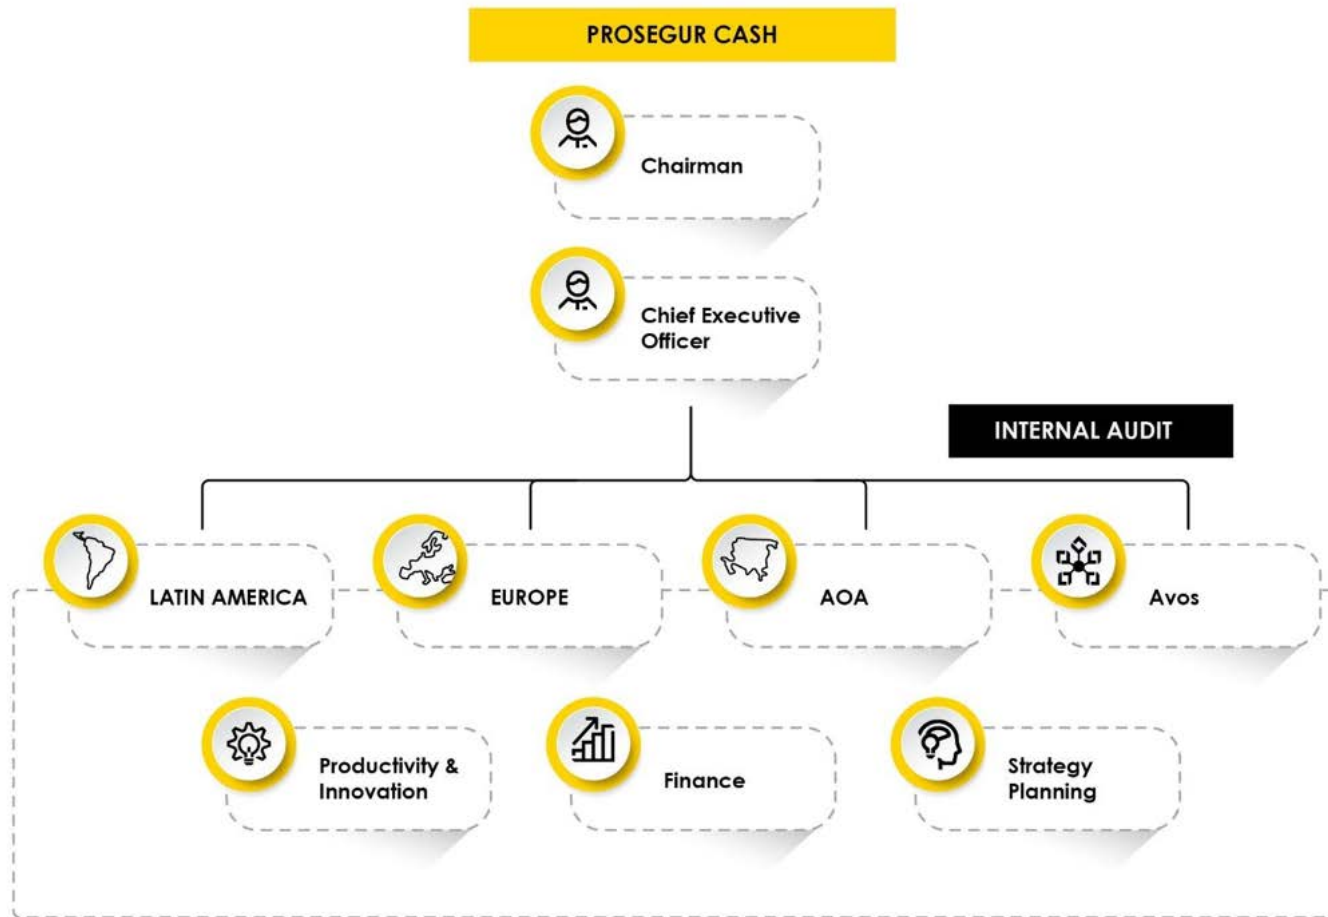 PROSEGUR CASH
Chairman
Chief Executive
Officer
INTERNAL AUDIT
LATIN AMERICA
EUROPE
AOA
Avos
Productivity &
Innovation
Finance
Strategy
Planning